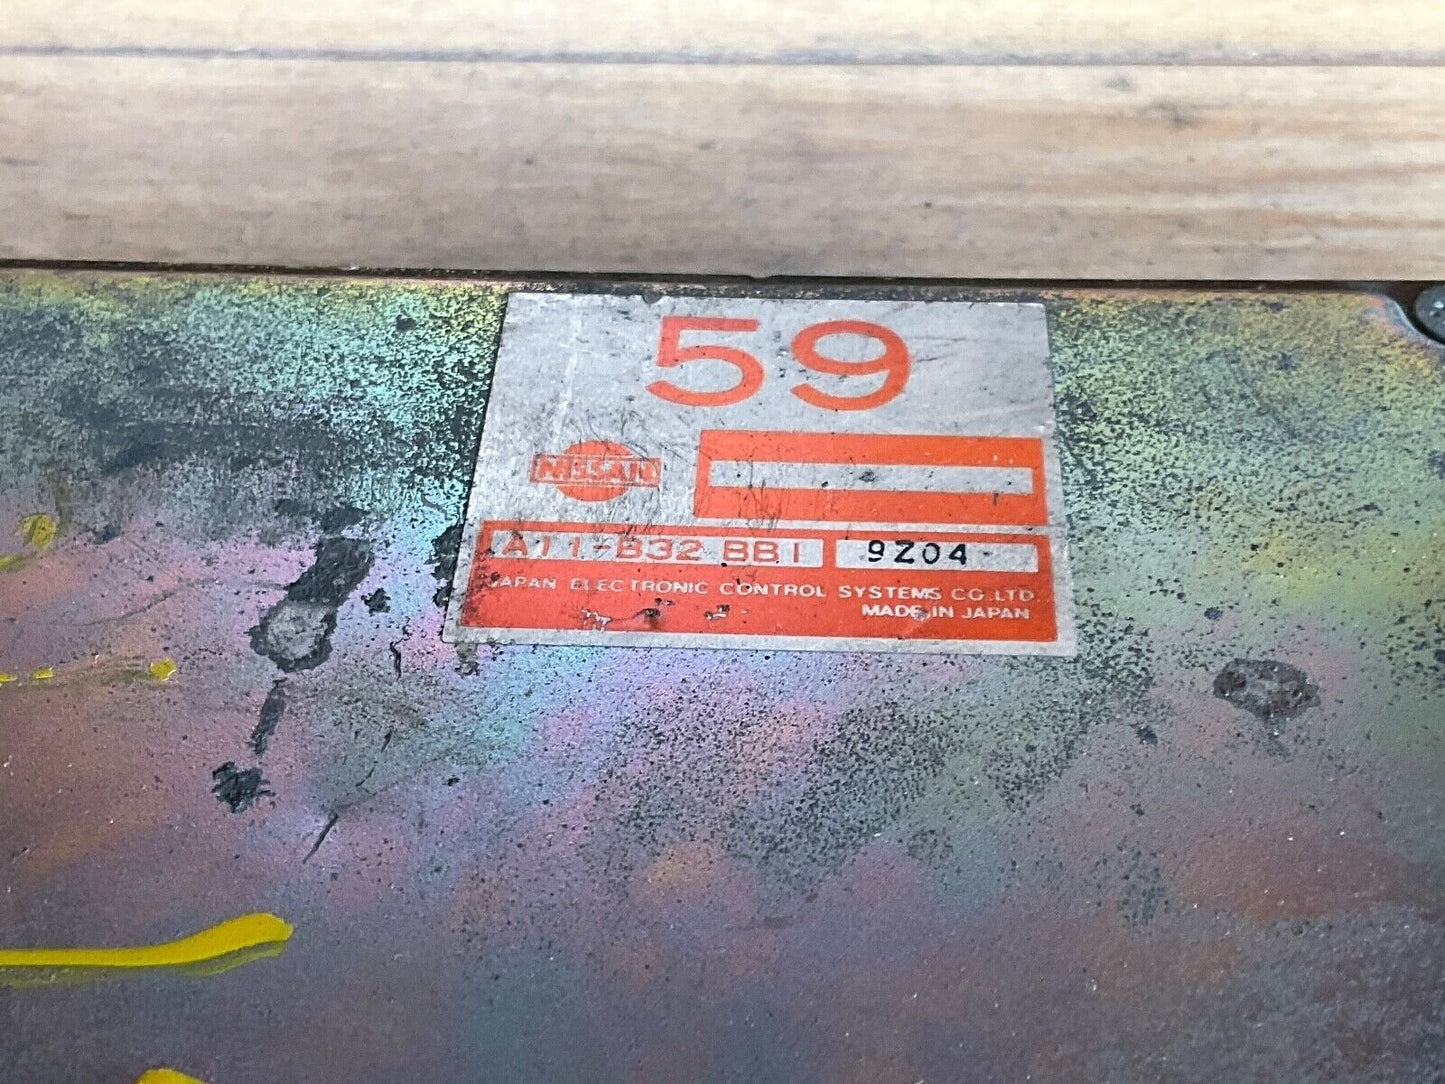 59
NISSAN
A11-B32 BB1 9Z04
JAPAN ELECTRONIC CONTROL SYSTEMS CO.,LTD.
MADE IN JAPAN